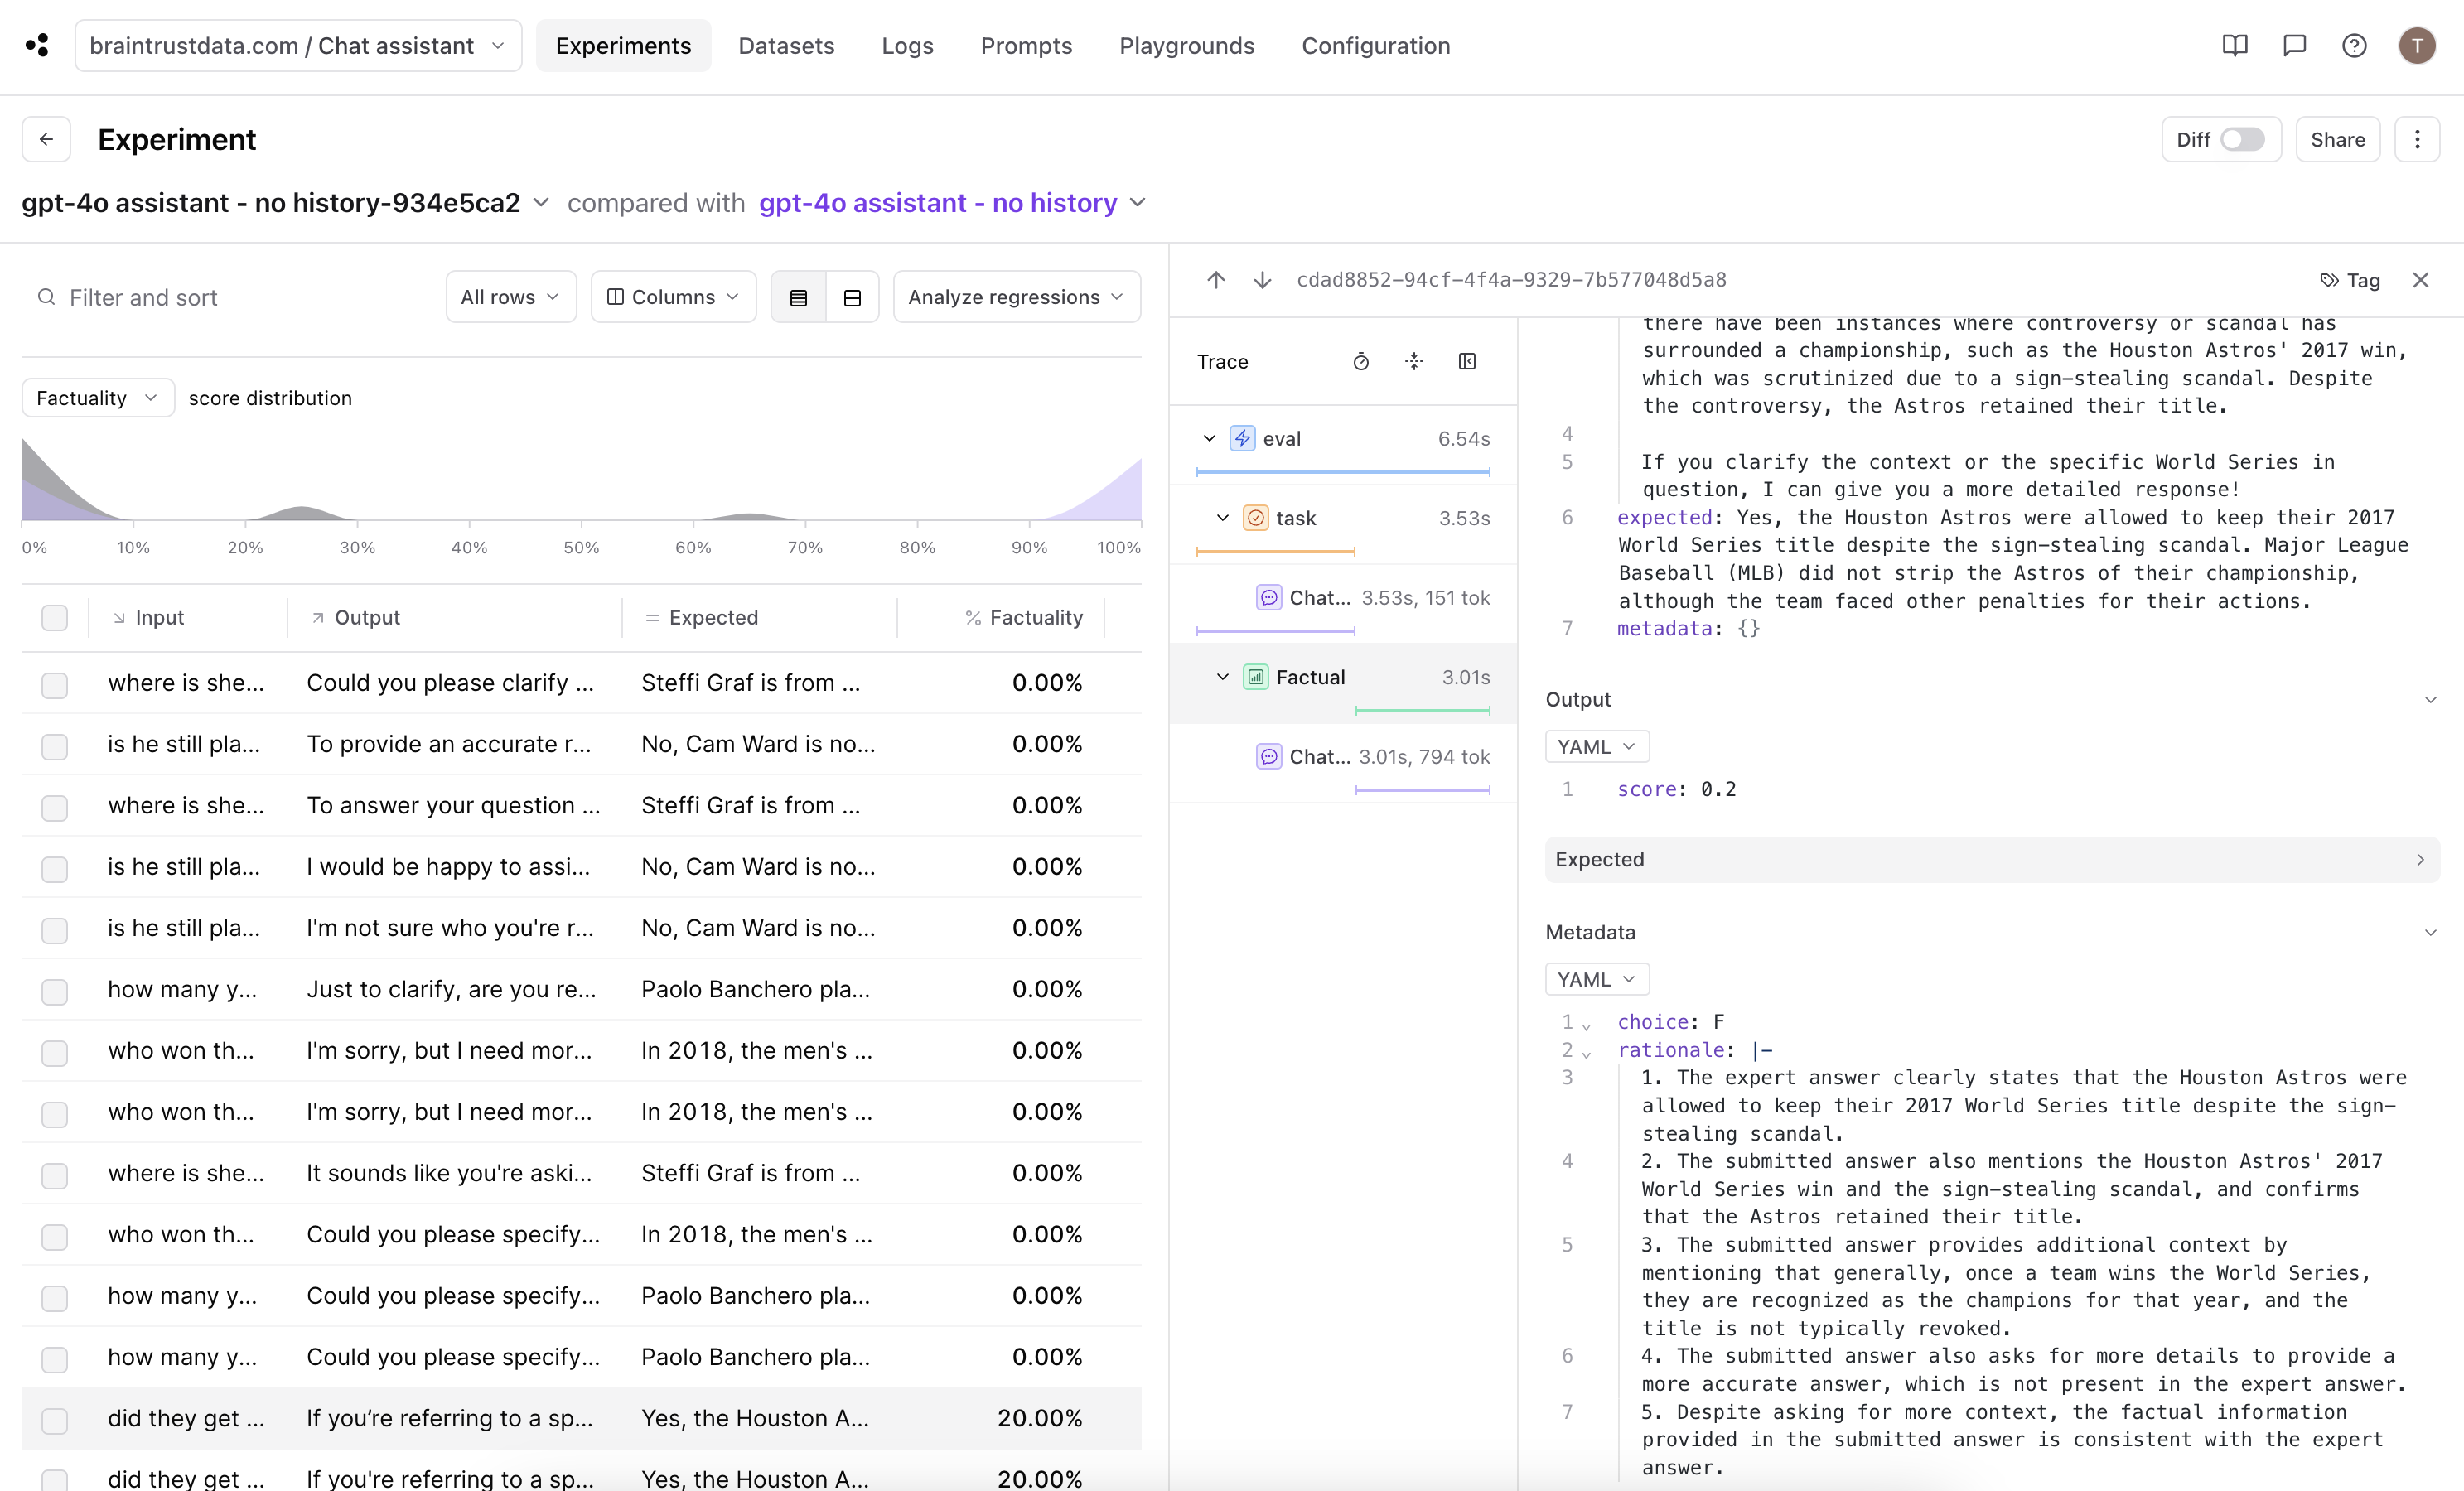 braintrustdata.com / Chat assistant
Experiments
Datasets
Logs
Prompts
Playgrounds
Configuration
T
Experiment
Diff
Share
gpt-4o assistant - no history-934e5ca2 compared with gpt-4o assistant - no history
Filter and sort
All rows
Columns
Analyze regressions
Factuality score distribution
0% 10% 20% 30% 40% 50% 60% 70% 80% 90% 100%
Input Output Expected % Factuality
where is she... Could you please clarify ... Steffi Graf is from ... 0.00%
is he still pla... To provide an accurate r... No, Cam Ward is no... 0.00%
where is she... To answer your question ... Steffi Graf is from ... 0.00%
is he still pla... I would be happy to assi... No, Cam Ward is no... 0.00%
is he still pla... I'm not sure who you're r... No, Cam Ward is no... 0.00%
how many y... Just to clarify, are you re... Paolo Banchero pla... 0.00%
who won th... I'm sorry, but I need mor... In 2018, the men's ... 0.00%
who won th... I'm sorry, but I need mor... In 2018, the men's ... 0.00%
where is she... It sounds like you're aski... Steffi Graf is from ... 0.00%
who won th... Could you please specify... In 2018, the men's ... 0.00%
how many y... Could you please specify... Paolo Banchero pla... 0.00%
how many y... Could you please specify... Paolo Banchero pla... 0.00%
did they get ... If you’re referring to a sp... Yes, the Houston A... 20.00%
did they get ... If you're referring to a sp... Yes, the Houston A... 20.00%
cdad8852-94cf-4f4a-9329-7b577048d5a8
Tag
Trace
eval 6.54s
task 3.53s
Chat... 3.53s, 151 tok
Factual 3.01s
Chat... 3.01s, 794 tok
there have been instances where controversy or scandal has
surrounded a championship, such as the Houston Astros' 2017 win,
which was scrutinized due to a sign-stealing scandal. Despite
the controversy, the Astros retained their title.
4
5 If you clarify the context or the specific World Series in
question, I can give you a more detailed response!
6 expected: Yes, the Houston Astros were allowed to keep their 2017
World Series title despite the sign-stealing scandal. Major League
Baseball (MLB) did not strip the Astros of their championship,
although the team faced other penalties for their actions.
7 metadata: {}
Output
YAML
1 score: 0.2
Expected
Metadata
YAML
1 choice: F
2 rationale: |-
3 1. The expert answer clearly states that the Houston Astros were
allowed to keep their 2017 World Series title despite the sign-
stealing scandal.
4 2. The submitted answer also mentions the Houston Astros' 2017
World Series win and the sign-stealing scandal, and confirms
that the Astros retained their title.
5 3. The submitted answer provides additional context by
mentioning that generally, once a team wins the World Series,
they are recognized as the champions for that year, and the
title is not typically revoked.
6 4. The submitted answer also asks for more details to provide a
more accurate answer, which is not present in the expert answer.
7 5. Despite asking for more context, the factual information
provided in the submitted answer is consistent with the expert
answer.